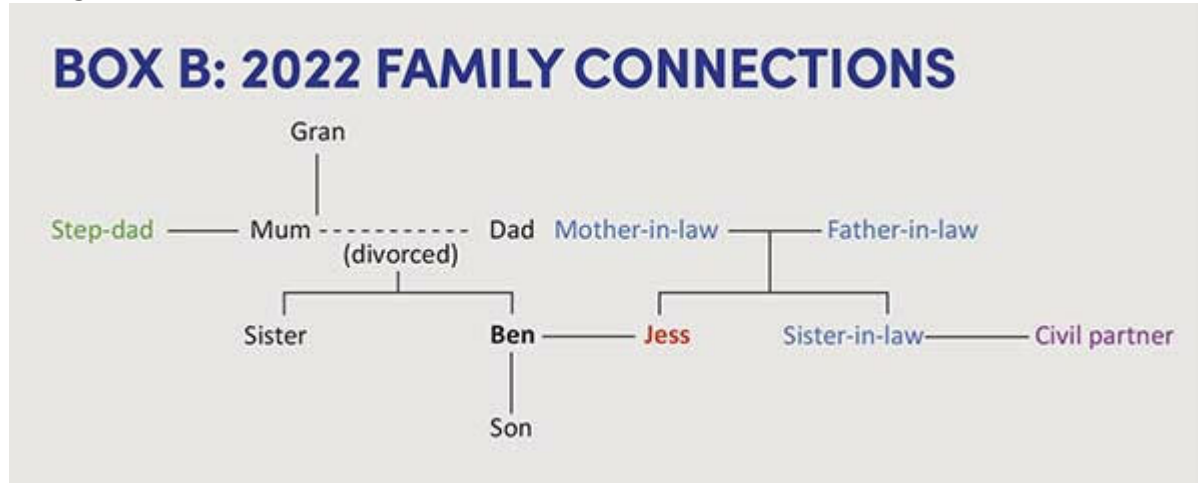 BOX B: 2022 FAMILY CONNECTIONS
Gran
Step-dad Mum Dad Mother-in-law Father-in-law
(divorced)
Sister Ben Jess Sister-in-law Civil partner
Son